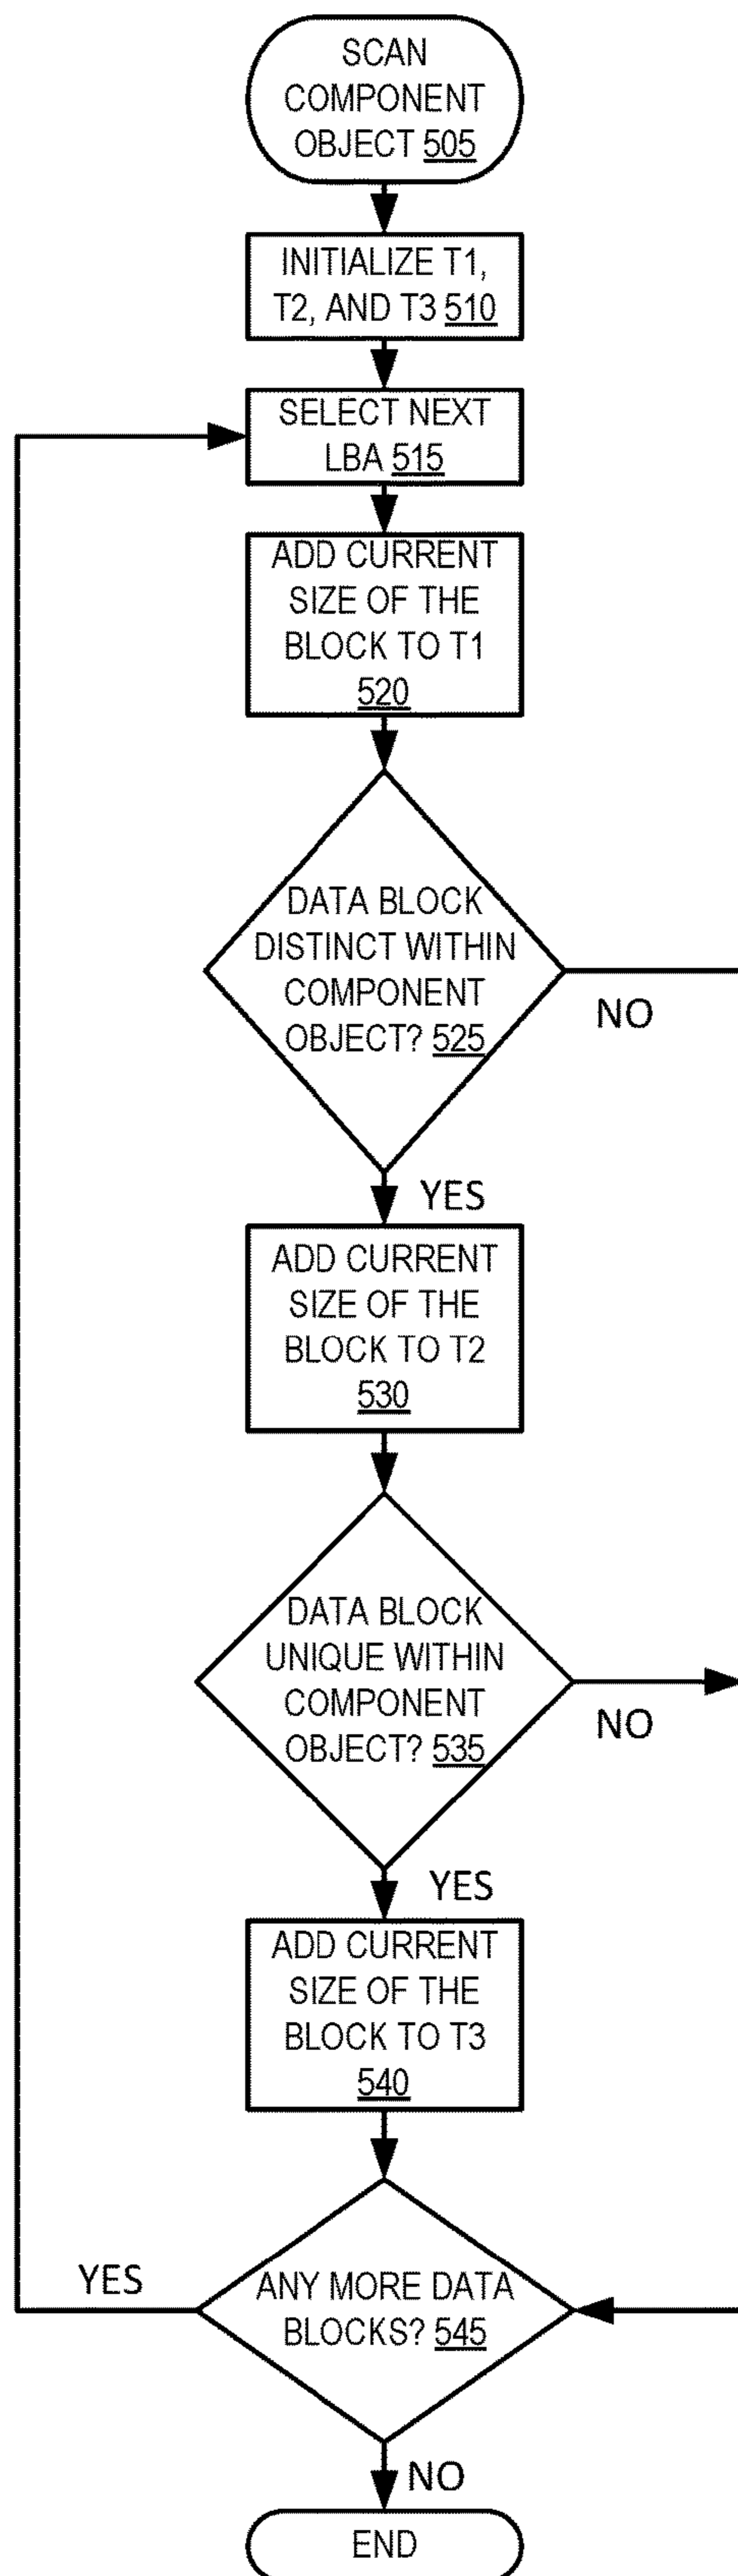 SCAN
COMPONENT
OBJECT 505
INITIALIZE T1,
T2, AND T3 510
SELECT NEXT
LBA 515
ADD CURRENT
SIZE OF THE
BLOCK TO T1
520
DATA BLOCK
DISTINCT WITHIN
COMPONENT
OBJECT? 525
NO
YES
ADD CURRENT
SIZE OF THE
BLOCK TO T2
530
DATA BLOCK
UNIQUE WITHIN
COMPONENT
OBJECT? 535
NO
YES
ADD CURRENT
SIZE OF THE
BLOCK TO T3
540
YES
ANY MORE DATA
BLOCKS? 545
NO
END